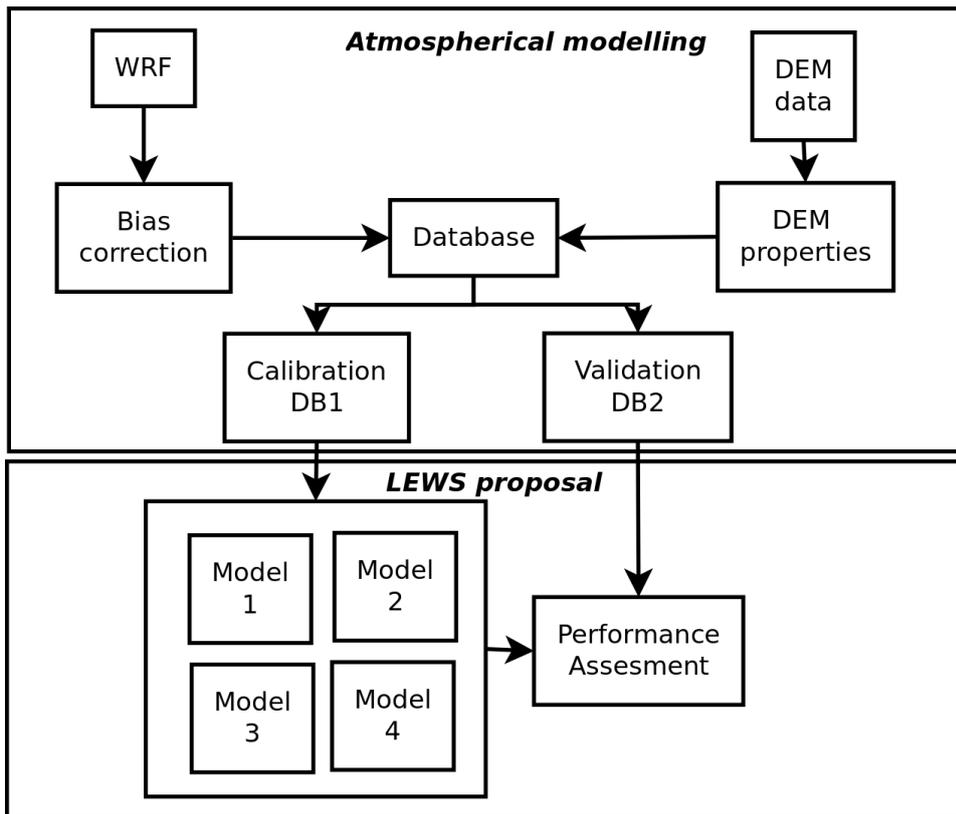 Atmospherical modelling
WRF
DEM
data
Bias
correction
Database
DEM
properties
Calibration
DB1
Validation
DB2
LEWS proposal
Model
1
Model
2
Model
3
Model
4
Performance
Assesment